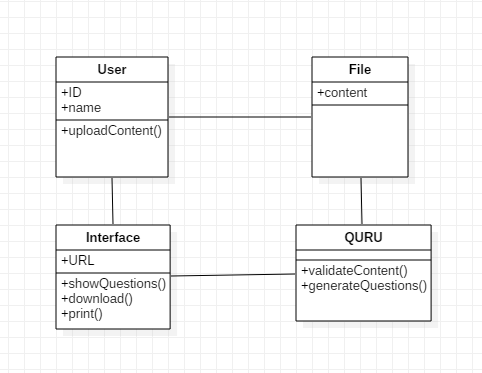 User
+ID
+name
+uploadContent()
File
+content
Interface
+URL
+showQuestions()
+download()
+print()
QURU
+validateContent()
+generateQuestions()